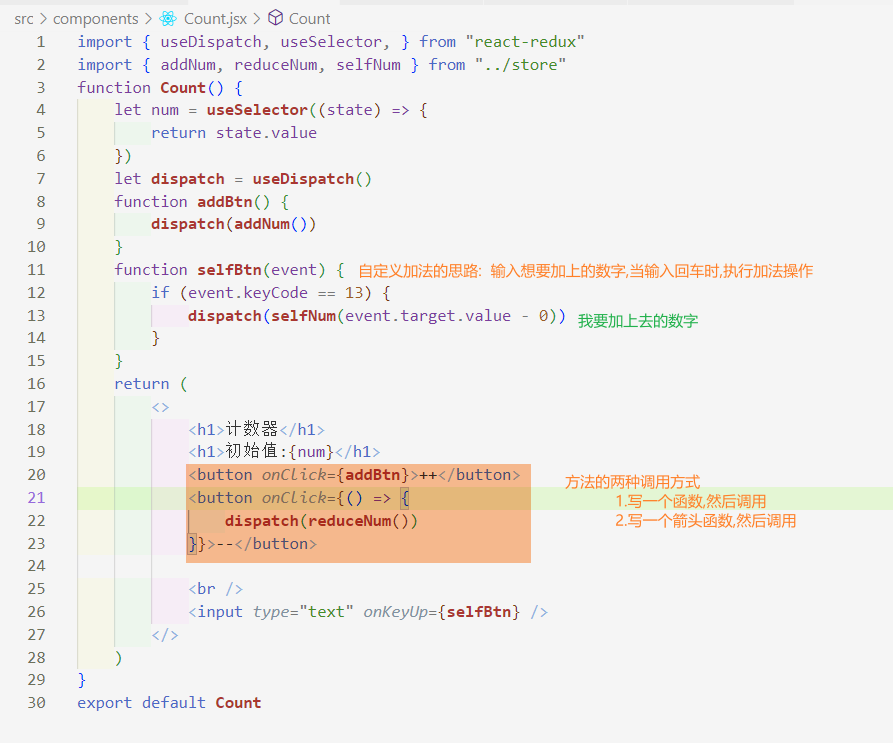 src > components > Count.jsx > Count
1 import { useDispatch, useSelector, } from "react-redux"
2 import { addNum, reduceNum, selfNum } from "../store"
3 function Count() {
4 let num = useSelector((state) => {
5 return state.value
6 })
7 let dispatch = useDispatch()
8 function addBtn() {
9 dispatch(addNum())
10 }
11 function selfBtn(event) { 自定义加法的思路: 输入想要加上的数字,当输入回车时,执行加法操作
12 if (event.keyCode == 13) {
13 dispatch(selfNum(event.target.value - 0)) 我要加上去的数字
14 }
15 }
16 return (
17 <>
18 <h1>计数器</h1>
19 <h1>初始值:{num}</h1>
20 <button onClick={addBtn}>++</button> 方法的两种调用方式
21 <button onClick={() => { 1.写一个函数,然后调用
22 dispatch(reduceNum()) 2.写一个箭头函数,然后调用
23 }}>--</button>
24
25 <br />
26 <input type="text" onKeyUp={selfBtn} />
27 </>
28 )
29 }
30 export default Count